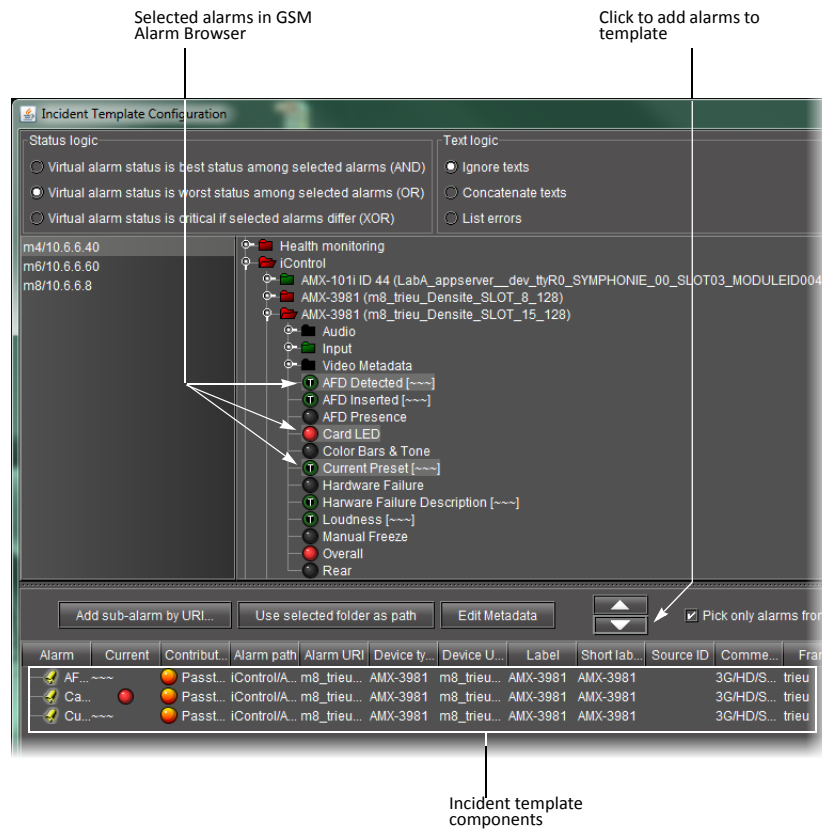 Selected alarms in GSM
Alarm Browser
Click to add alarms to
template
Incident Template Configuration
Status logic
Virtual alarm status is best status among selected alarms (AND)
Virtual alarm status is worst status among selected alarms (OR)
Virtual alarm status is critical if selected alarms differ (XOR)
Text logic
Ignore texts
Concatenate texts
List errors
m4/10.6.6.40
m6/10.6.6.60
m8/10.6.6.8
Health monitoring
iControl
AMX-101i ID 44 (LabA_appserver__dev_ttyR0_SYMPHONIE_00_SLOT03_MODULEID004
AMX-3981 (m8_trieu_Densite_SLOT_8_128)
AMX-3981 (m8_trieu_Densite_SLOT_15_128)
Audio
Input
Video Metadata
T AFD Detected [~~~]
T AFD Inserted [~~~]
AFD Presence
Card LED
Color Bars & Tone
T Current Preset [~~~]
Hardware Failure
T Harware Failure Description [~~~]
T Loudness [~~~]
Manual Freeze
Overall
Rear
Add sub-alarm by URI... Use selected folder as path Edit Metadata Pick only alarms from
Alarm Current Contribut... Alarm path Alarm URI Device ty... Device U... Label Short lab... Source ID Comme... Fra
AF... ~~~ Passt... iControl/A... m8_trieu... AMX-3981 m8_trieu... AMX-3981 AMX-3981 3G/HD/S... trieu
Ca... Passt... iControl/A... m8_trieu... AMX-3981 m8_trieu... AMX-3981 AMX-3981 3G/HD/S... trieu
Cu... ~~~ Passt... iControl/A... m8_trieu... AMX-3981 m8_trieu... AMX-3981 AMX-3981 3G/HD/S... trieu
Incident template
components